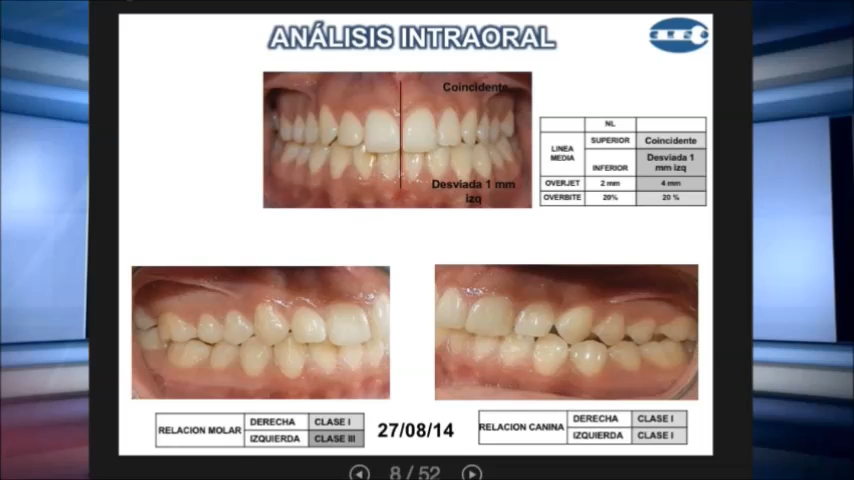 ANÁLISIS INTRAORAL
Coincidente
Desviada 1 mm
izq
NL
LINEA MEDIA
SUPERIOR
Coincidente
INFERIOR
Desviada 1 mm izq
OVERJET 2 mm 4 mm
OVERBITE 20% 20 %
RELACION MOLAR
DERECHA CLASE I
IZQUIERDA CLASE III
27/08/14
RELACION CANINA
DERECHA CLASE I
IZQUIERDA CLASE I
8 / 52